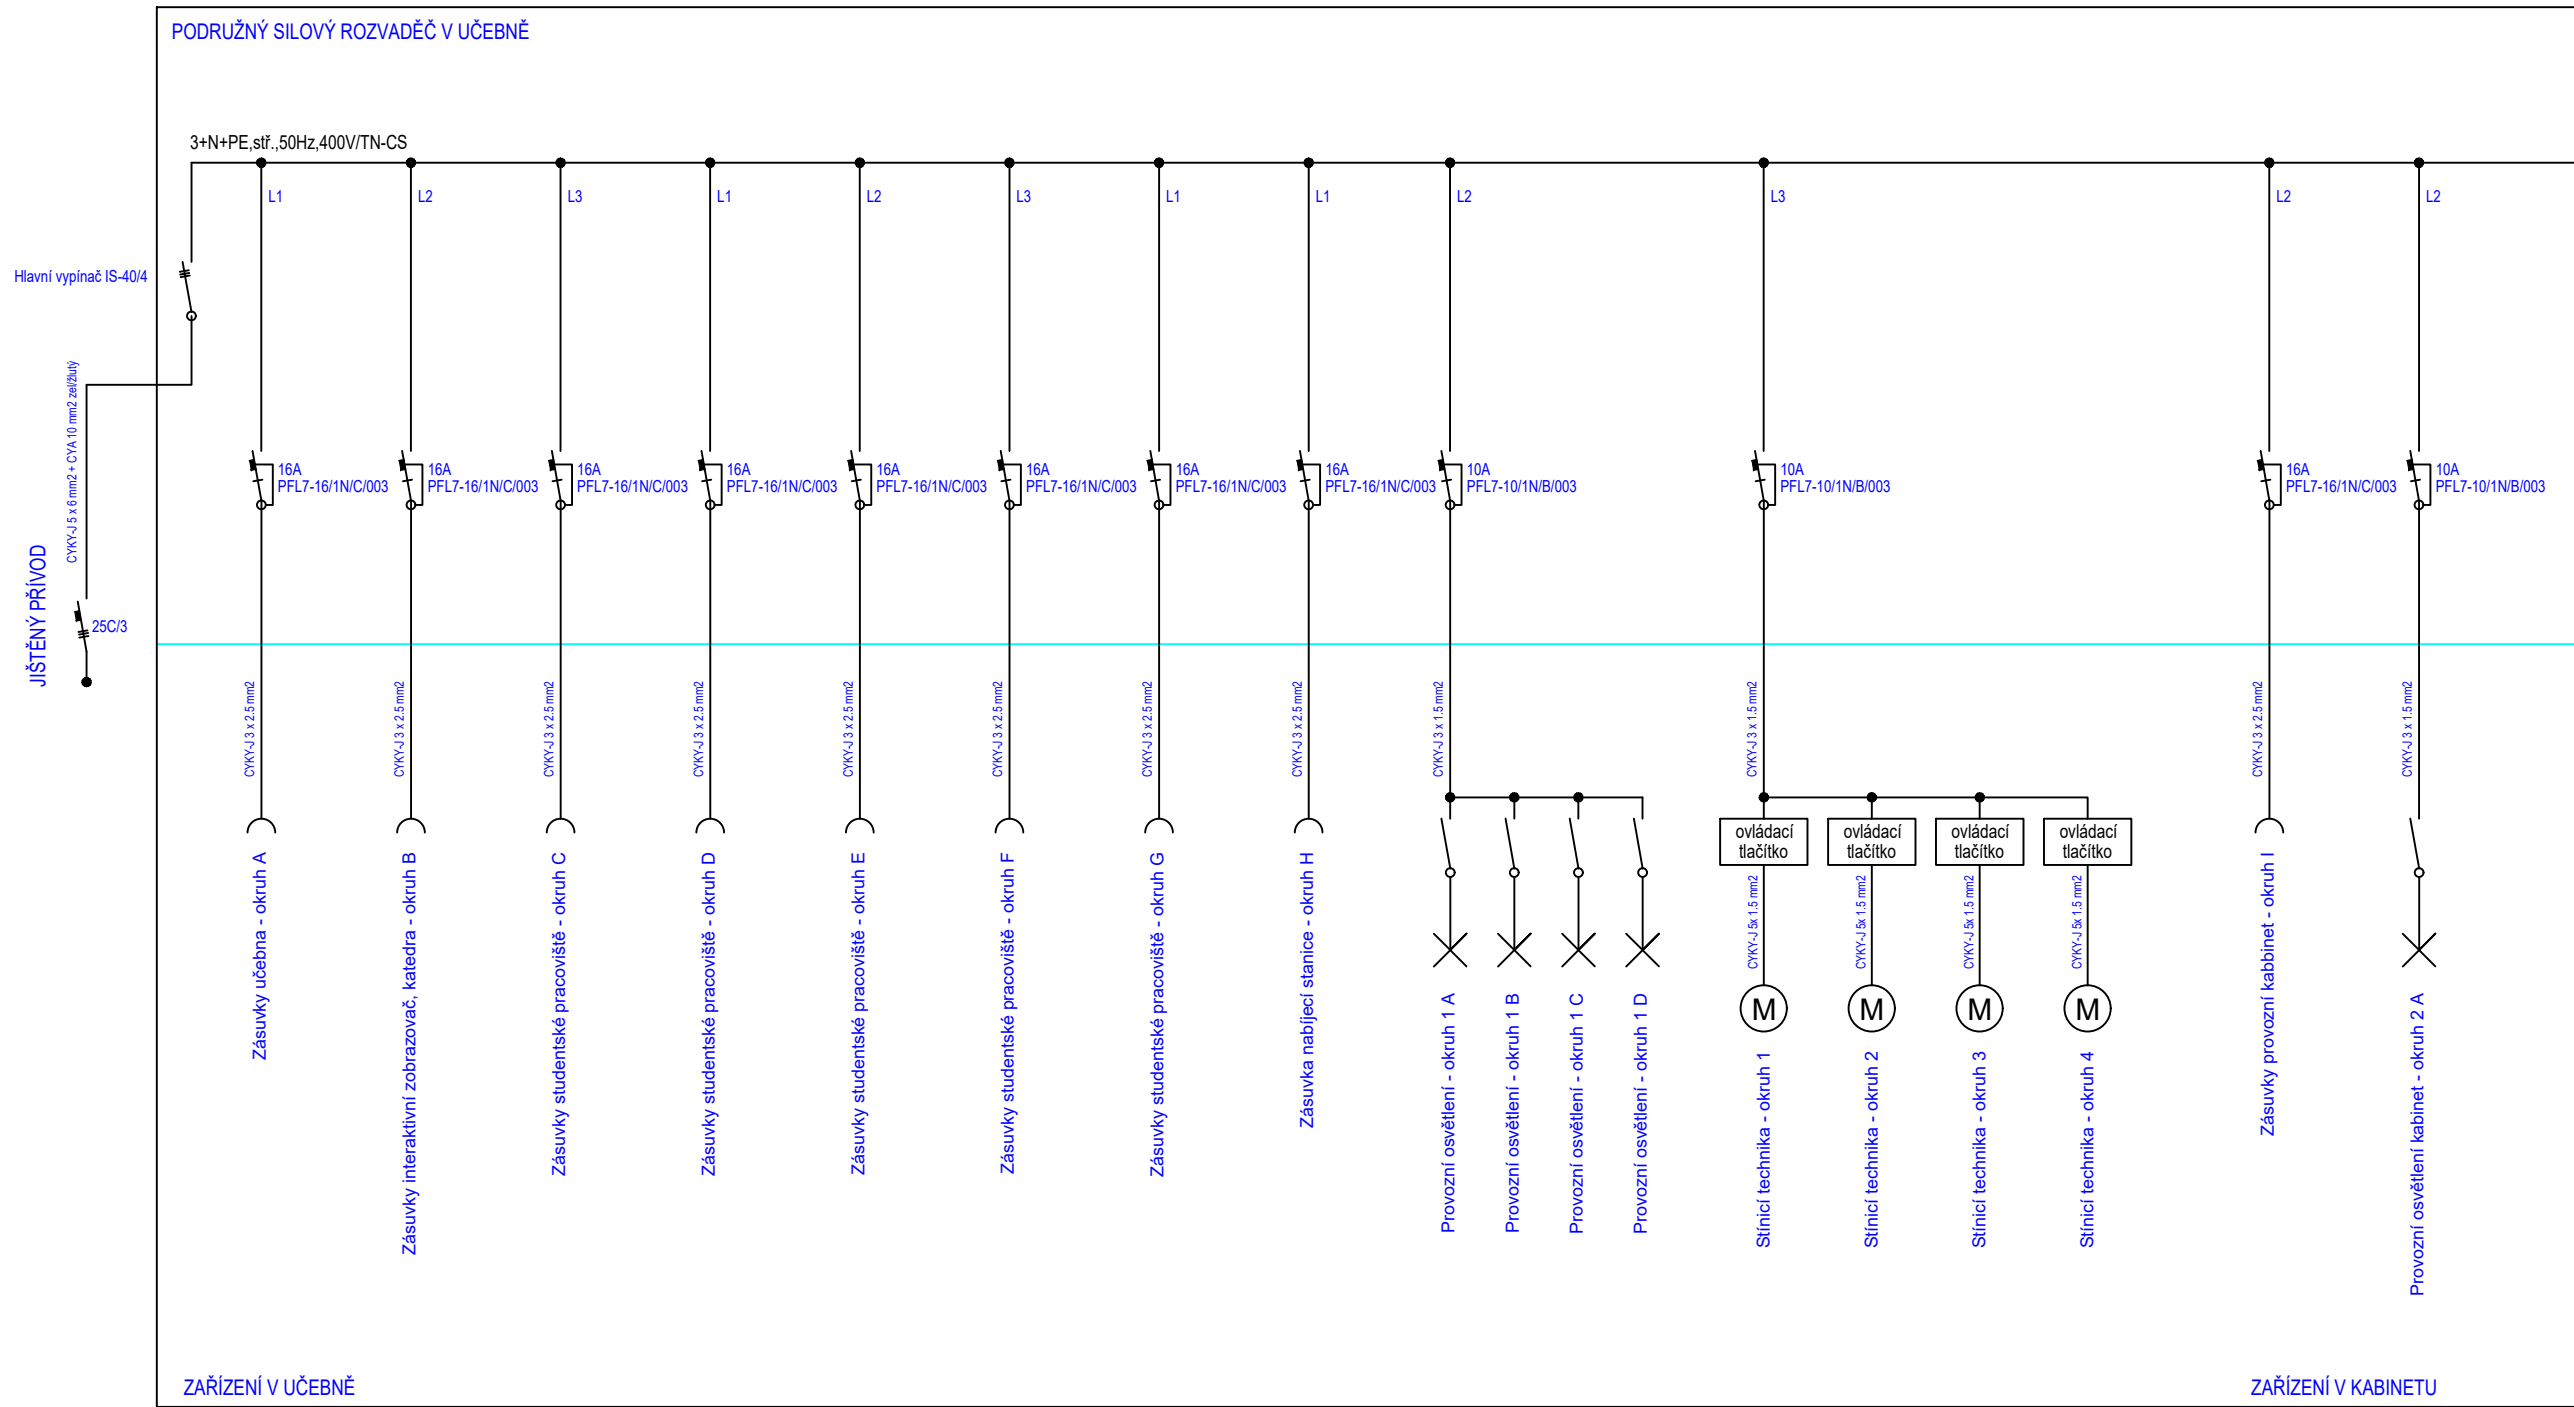 PODRUŽNÝ SILOVÝ ROZVADĚČ V UČEBNĚ
3+N+PE,stř.,50Hz,400V/TN-CS
L1
L2
L3
L1
L2
L3
L1
L1
L2
L3
L2
L2
Hlavní vypínač IS-40/4
CYKY-J 5 x 6 mm2 + CYA 10 mm2 zel/žlutý
JIŠTĚNÝ PŘÍVOD
25C/3
16A
PFL7-16/1N/C/003
16A
PFL7-16/1N/C/003
16A
PFL7-16/1N/C/003
16A
PFL7-16/1N/C/003
16A
PFL7-16/1N/C/003
16A
PFL7-16/1N/C/003
16A
PFL7-16/1N/C/003
16A
PFL7-16/1N/C/003
10A
PFL7-10/1N/B/003
10A
PFL7-10/1N/B/003
16A
PFL7-16/1N/C/003
10A
PFL7-10/1N/B/003
CYKY-J 3 x 2.5 mm2
CYKY-J 3 x 2.5 mm2
CYKY-J 3 x 2.5 mm2
CYKY-J 3 x 2.5 mm2
CYKY-J 3 x 2.5 mm2
CYKY-J 3 x 2.5 mm2
CYKY-J 3 x 2.5 mm2
CYKY-J 3 x 2.5 mm2
CYKY-J 3 x 1.5 mm2
CYKY-J 3 x 1.5 mm2
CYKY-J 3 x 2.5 mm2
CYKY-J 3 x 1.5 mm2
ovládací
tlačítko
ovládací
tlačítko
ovládací
tlačítko
ovládací
tlačítko
CYKY-J 5x 1.5 mm2
CYKY-J 5x 1.5 mm2
CYKY-J 5x 1.5 mm2
CYKY-J 5x 1.5 mm2
M
M
M
M
Zásuvky učebna - okruh A
Zásuvky interaktivní zobrazovač, katedra - okruh B
Zásuvky studentské pracoviště - okruh C
Zásuvky studentské pracoviště - okruh D
Zásuvky studentské pracoviště - okruh E
Zásuvky studentské pracoviště - okruh F
Zásuvky studentské pracoviště - okruh G
Zásuvka nabíjecí stanice - okruh H
Provozní osvětlení - okruh 1 A
Provozní osvětlení - okruh 1 B
Provozní osvětlení - okruh 1 C
Provozní osvětlení - okruh 1 D
Stínicí technika - okruh 1
Stínicí technika - okruh 2
Stínicí technika - okruh 3
Stínicí technika - okruh 4
Zásuvky provozní kabbinet - okruh I
Provozní osvětlení kabinet - okruh 2 A
ZAŘÍZENÍ V UČEBNĚ
ZAŘÍZENÍ V KABINETU